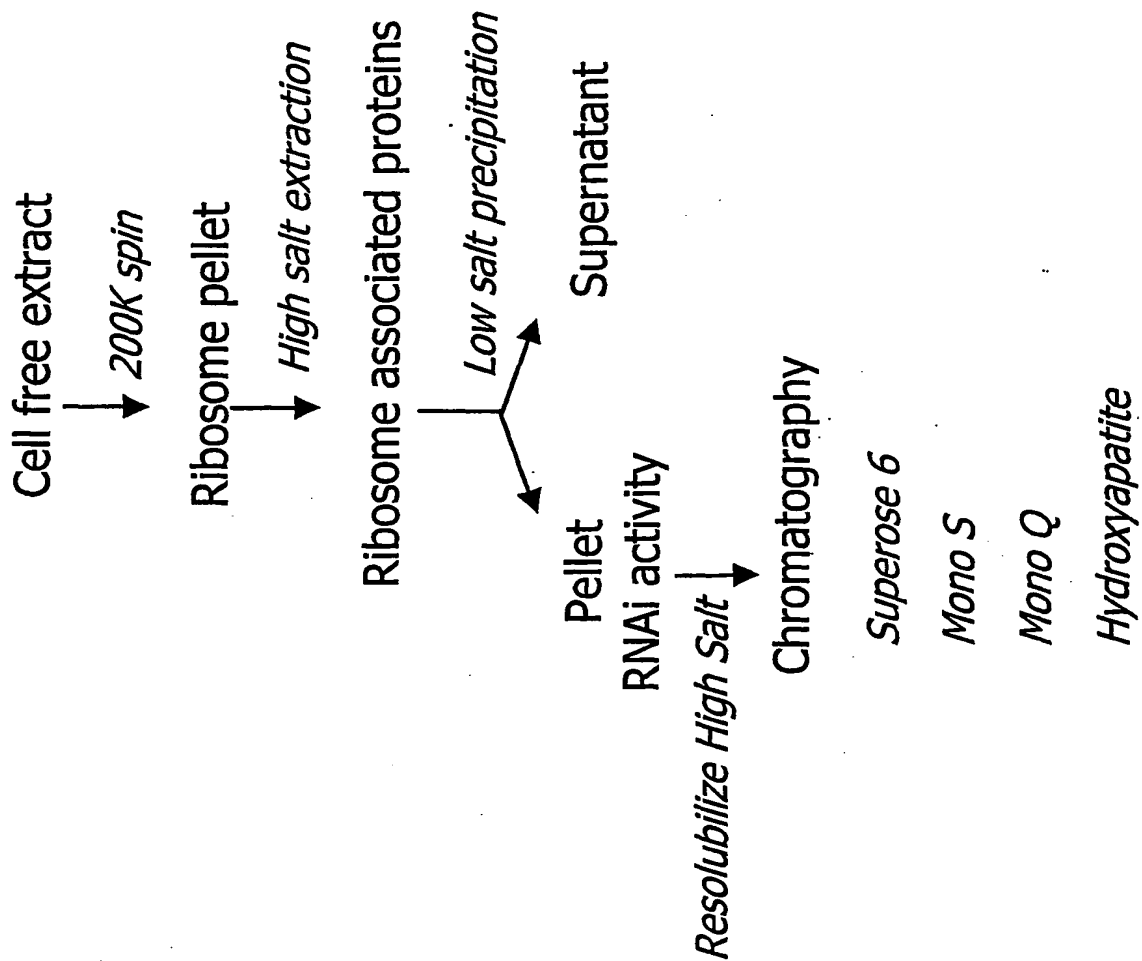 Cell free extract
200K spin
Ribosome pellet
High salt extraction
Ribosome associated proteins
Low salt precipitation
Pellet
RNAi activity
Supernatant
Resolubilize High Salt
Chromatography
Superose 6
Mono S
Mono Q
Hydroxyapatite